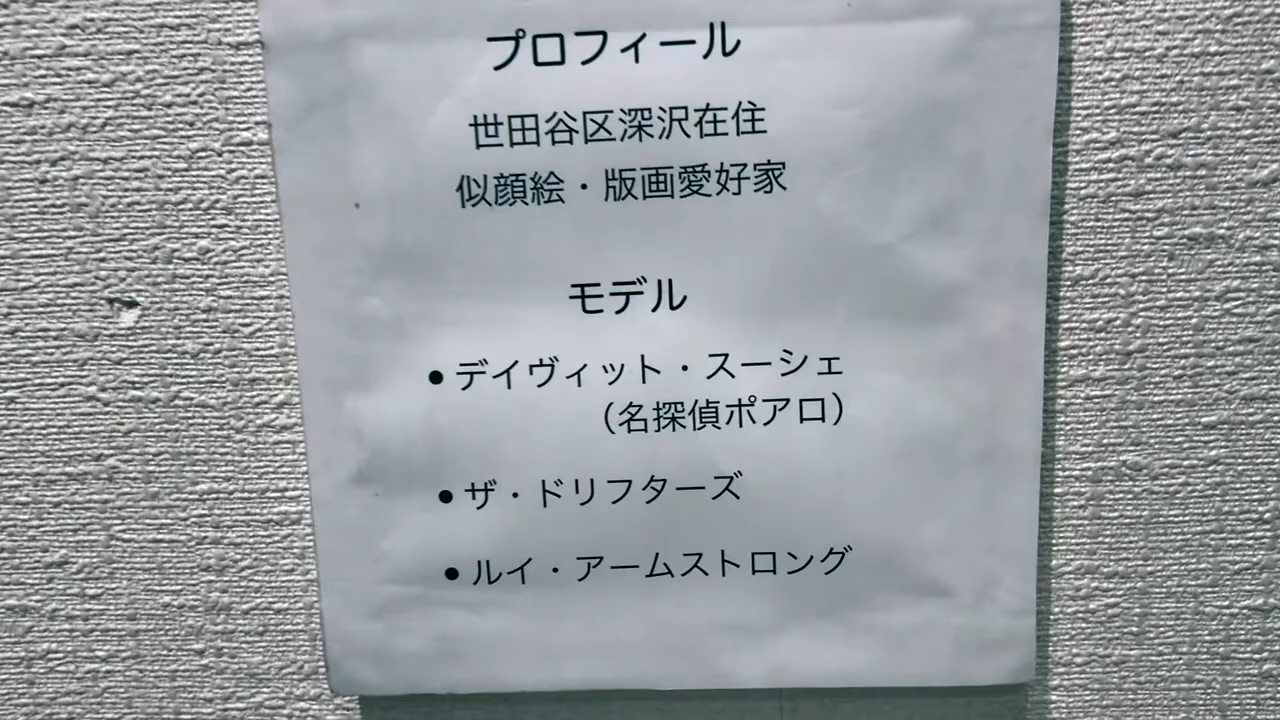 プロフィール
世田谷区深沢在住
似顔絵・版画愛好家
モデル
●デイヴィット・スーシェ
（名探偵ポアロ）
●ザ・ドリフターズ
●ルイ・アームストロング